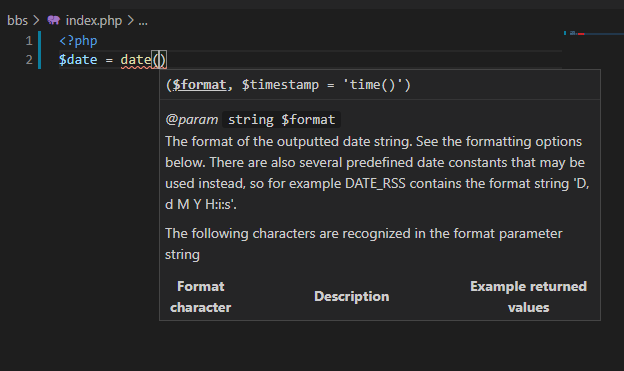 bbs > index.php > ...
1 <?php
2 $date = date()
($format, $timestamp = 'time()')
@param string $format
The format of the outputted date string. See the formatting options
below. There are also several predefined date constants that may be
used instead, so for example DATE_RSS contains the format string 'D,
d M Y H:i:s'.
The following characters are recognized in the format parameter
string
Format character Description Example returned values